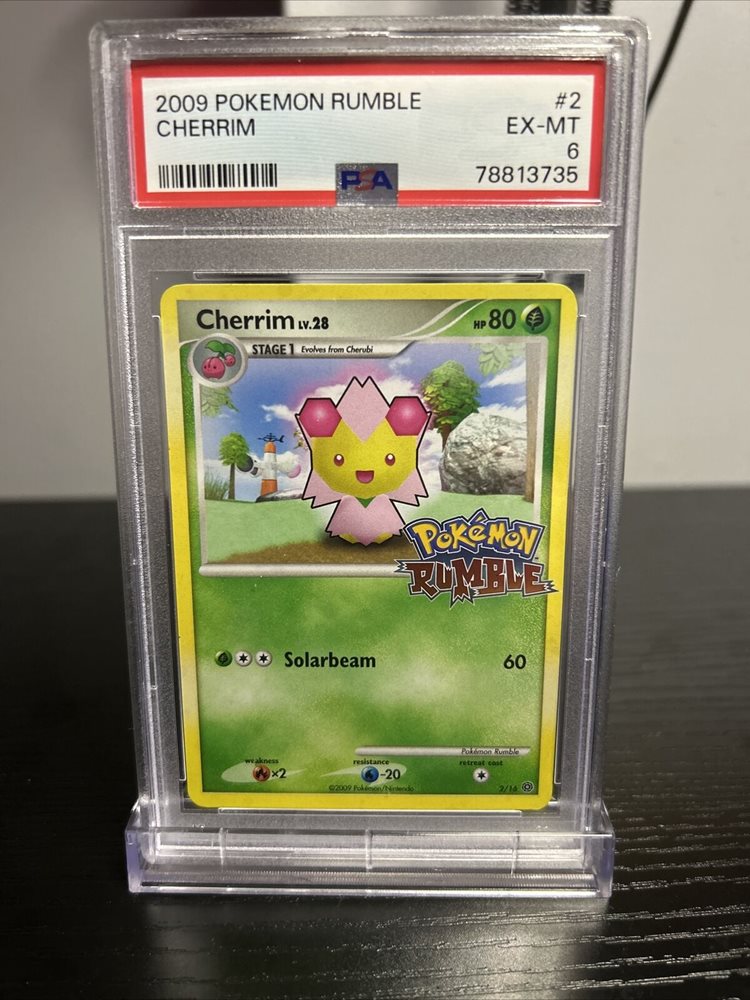 2009 POKEMON RUMBLE #2
CHERRIM EX-MT
6
PSA 78813735
Cherrim LV.28 HP 80
STAGE 1 Evolves from Cherubi
POKéMON
RUMBLE
Solarbeam 60
Pokémon Rumble
weakness resistance retreat cost
×2 -20
©2009 Pokémon/Nintendo 2/16